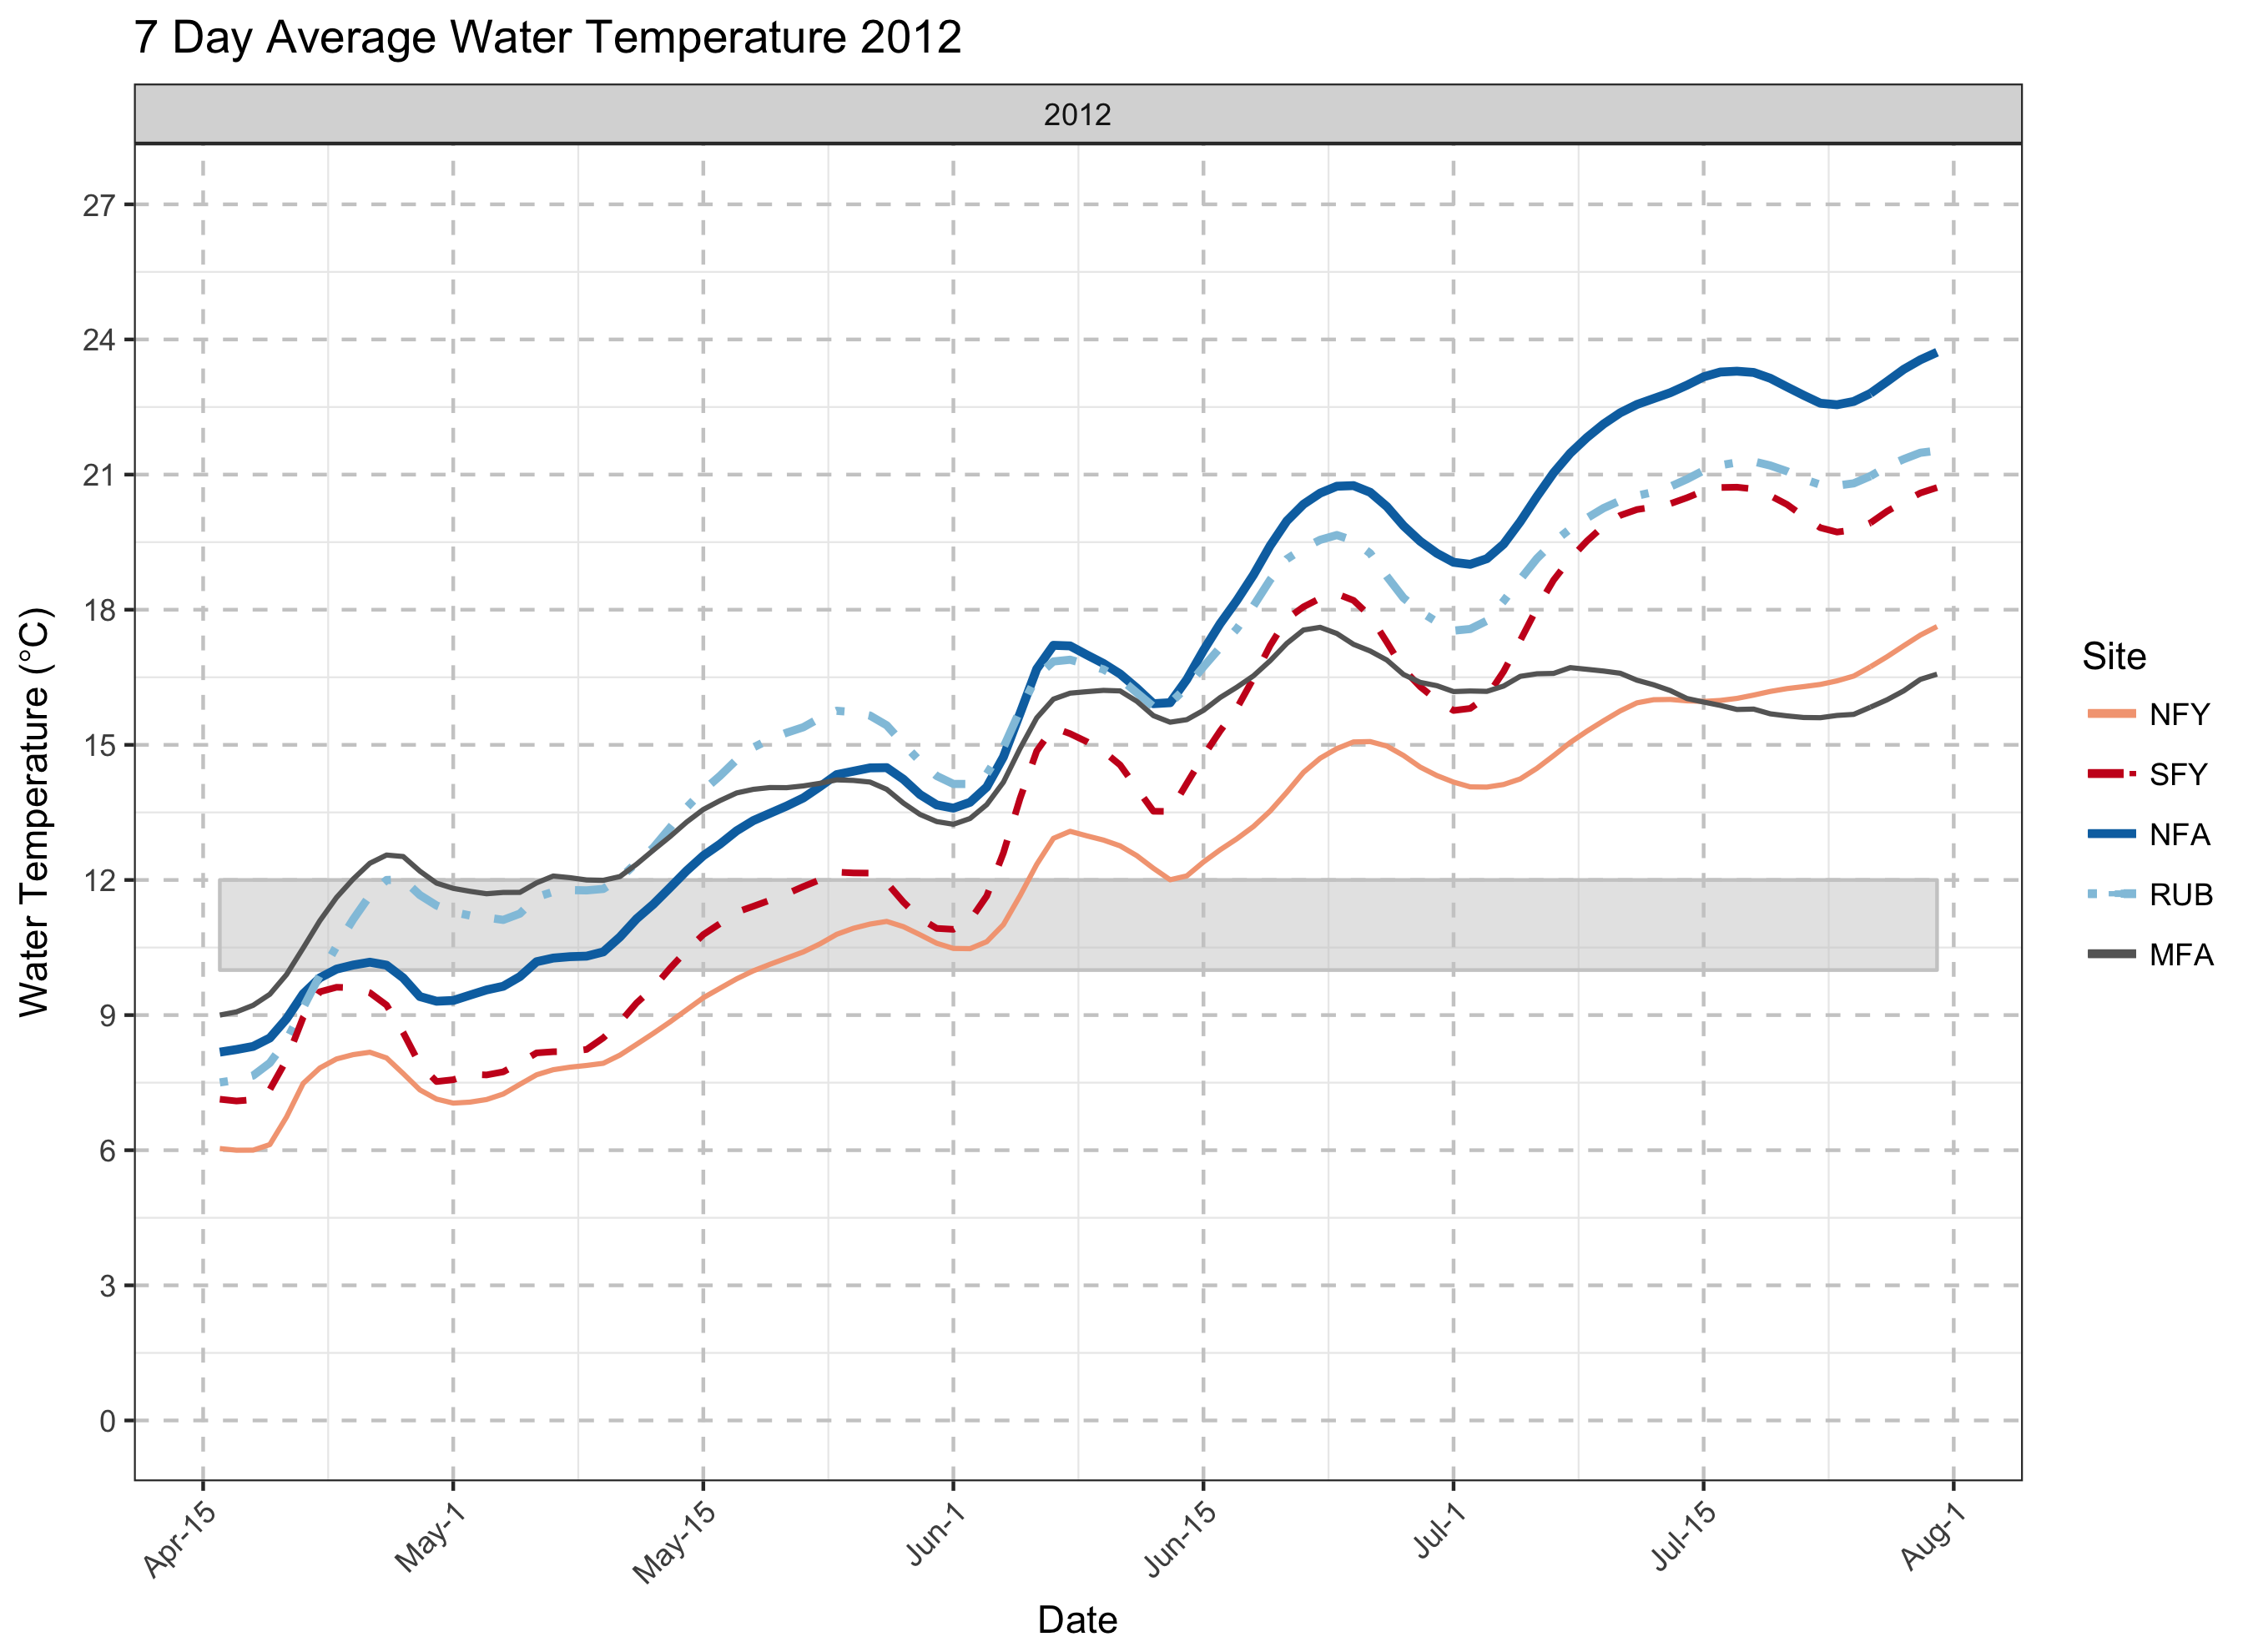 7 Day Average Water Temperature 2012
2012
27
24
21
18
15
12
9
6
3
0
Water Temperature (°C)
Apr-15
May-1
May-15
Jun-1
Jun-15
Jul-1
Jul-15
Aug-1
Date
Site
NFY
SFY
NFA
RUB
MFA